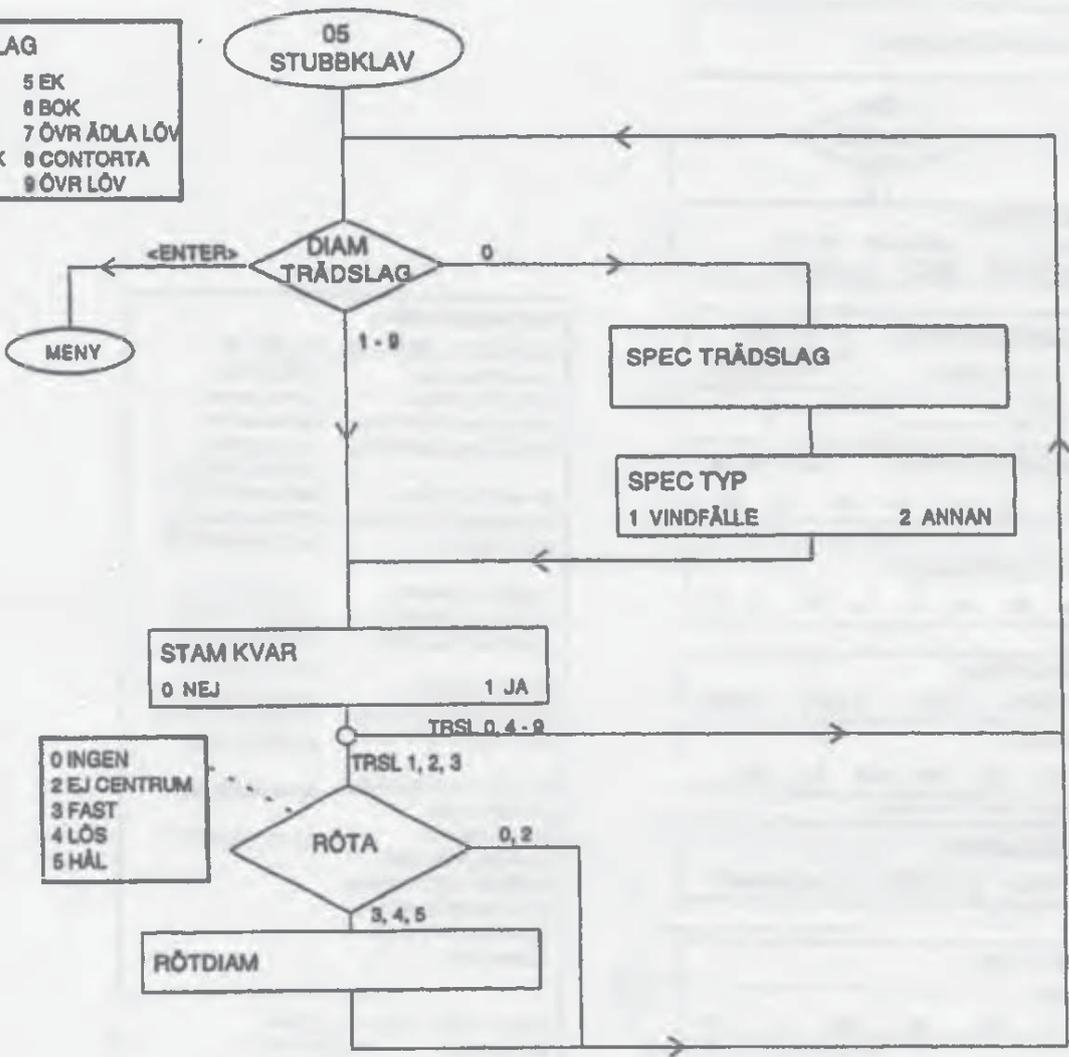 05
STUBBKLAV
LAG
5 EK
6 BOK
7 ÖVR ÄDLA LÖV
K 8 CONTORTA
9 ÖVR LÖV
<ENTER>
DIAM
TRÄDSLAG
0
MENY
1 - 9
SPEC TRÄDSLAG
SPEC TYP
1 VINDFÄLLE 2 ANNAN
STAM KVAR
0 NEJ 1 JA
TRSL 0, 4 - 9
TRSL 1, 2, 3
0 INGEN
2 EJ CENTRUM
3 FAST
4 LÖS
5 HÅL
RÖTA
0, 2
3, 4, 5
RÖTDIAM